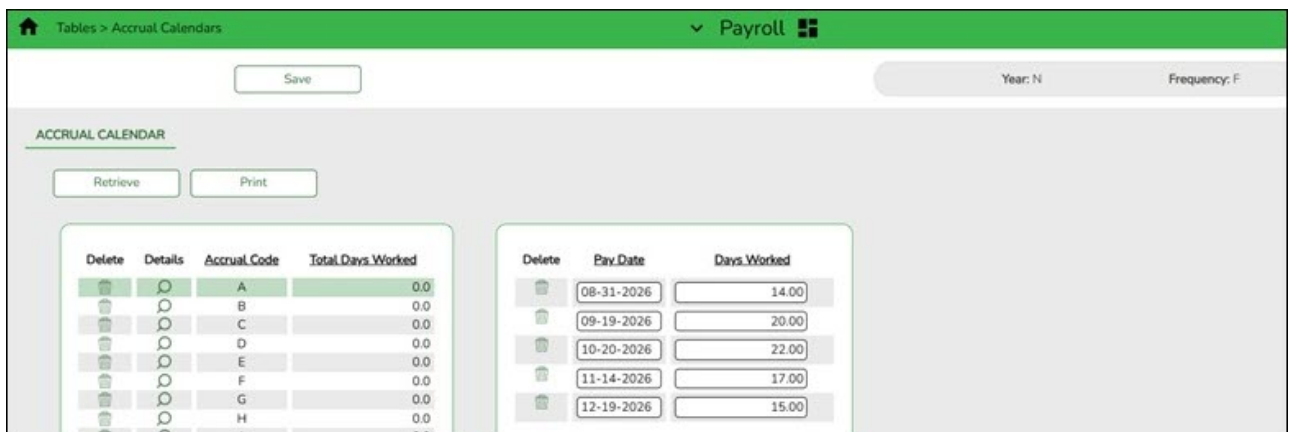 Tables > Accrual Calendars
Payroll
Save
Year: N
Frequency: F
ACCRUAL CALENDAR
Retrieve
Print
Delete Details Accrual Code Total Days Worked
A 0.0
B 0.0
C 0.0
D 0.0
E 0.0
F 0.0
G 0.0
H 0.0
Delete Pay Date Days Worked
08-31-2026 14.00
09-19-2026 20.00
10-20-2026 22.00
11-14-2026 17.00
12-19-2026 15.00